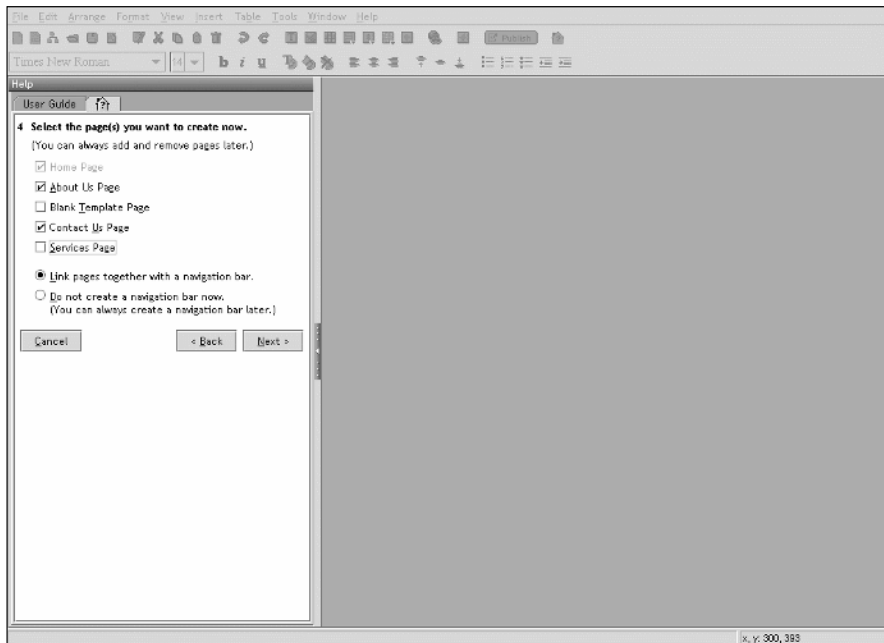 File Edit Arrange Format View Insert Table Tools Window Help
Publish
Times New Roman 14 b i u
Help
User Guide [?]
4 Select the page(s) you want to create now.
(You can always add and remove pages later.)
Home Page
About Us Page
Blank Template Page
Contact Us Page
Services Page
Link pages together with a navigation bar.
Do not create a navigation bar now.
(You can always create a navigation bar later.)
Cancel < Back Next >
x, y: 300, 393